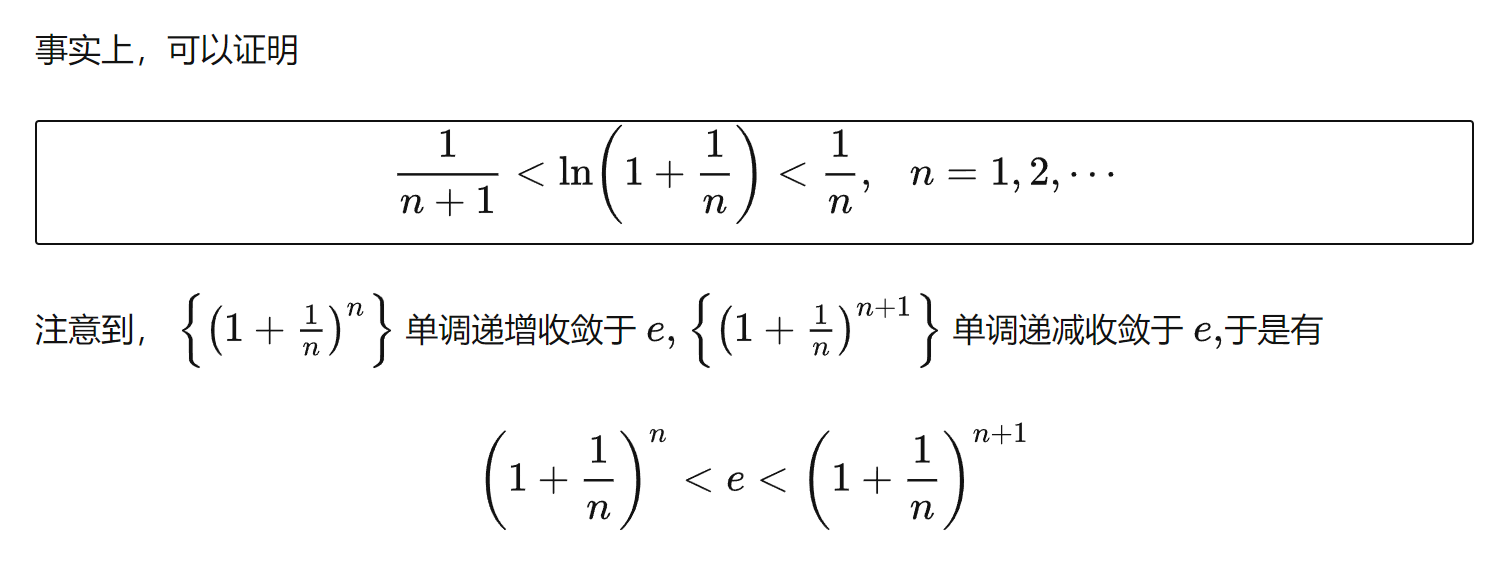 事实上，可以证明
$$\frac{1}{n+1} < \ln\left(1+\frac{1}{n}\right) < \frac{1}{n}, \quad n = 1, 2, \cdots$$
注意到， $\left\{\left(1+\frac{1}{n}\right)^n\right\}$ 单调递增收敛于 $e$, $\left\{\left(1+\frac{1}{n}\right)^{n+1}\right\}$ 单调递减收敛于 $e$,于是有
$$\left(1+\frac{1}{n}\right)^n < e < \left(1+\frac{1}{n}\right)^{n+1}$$